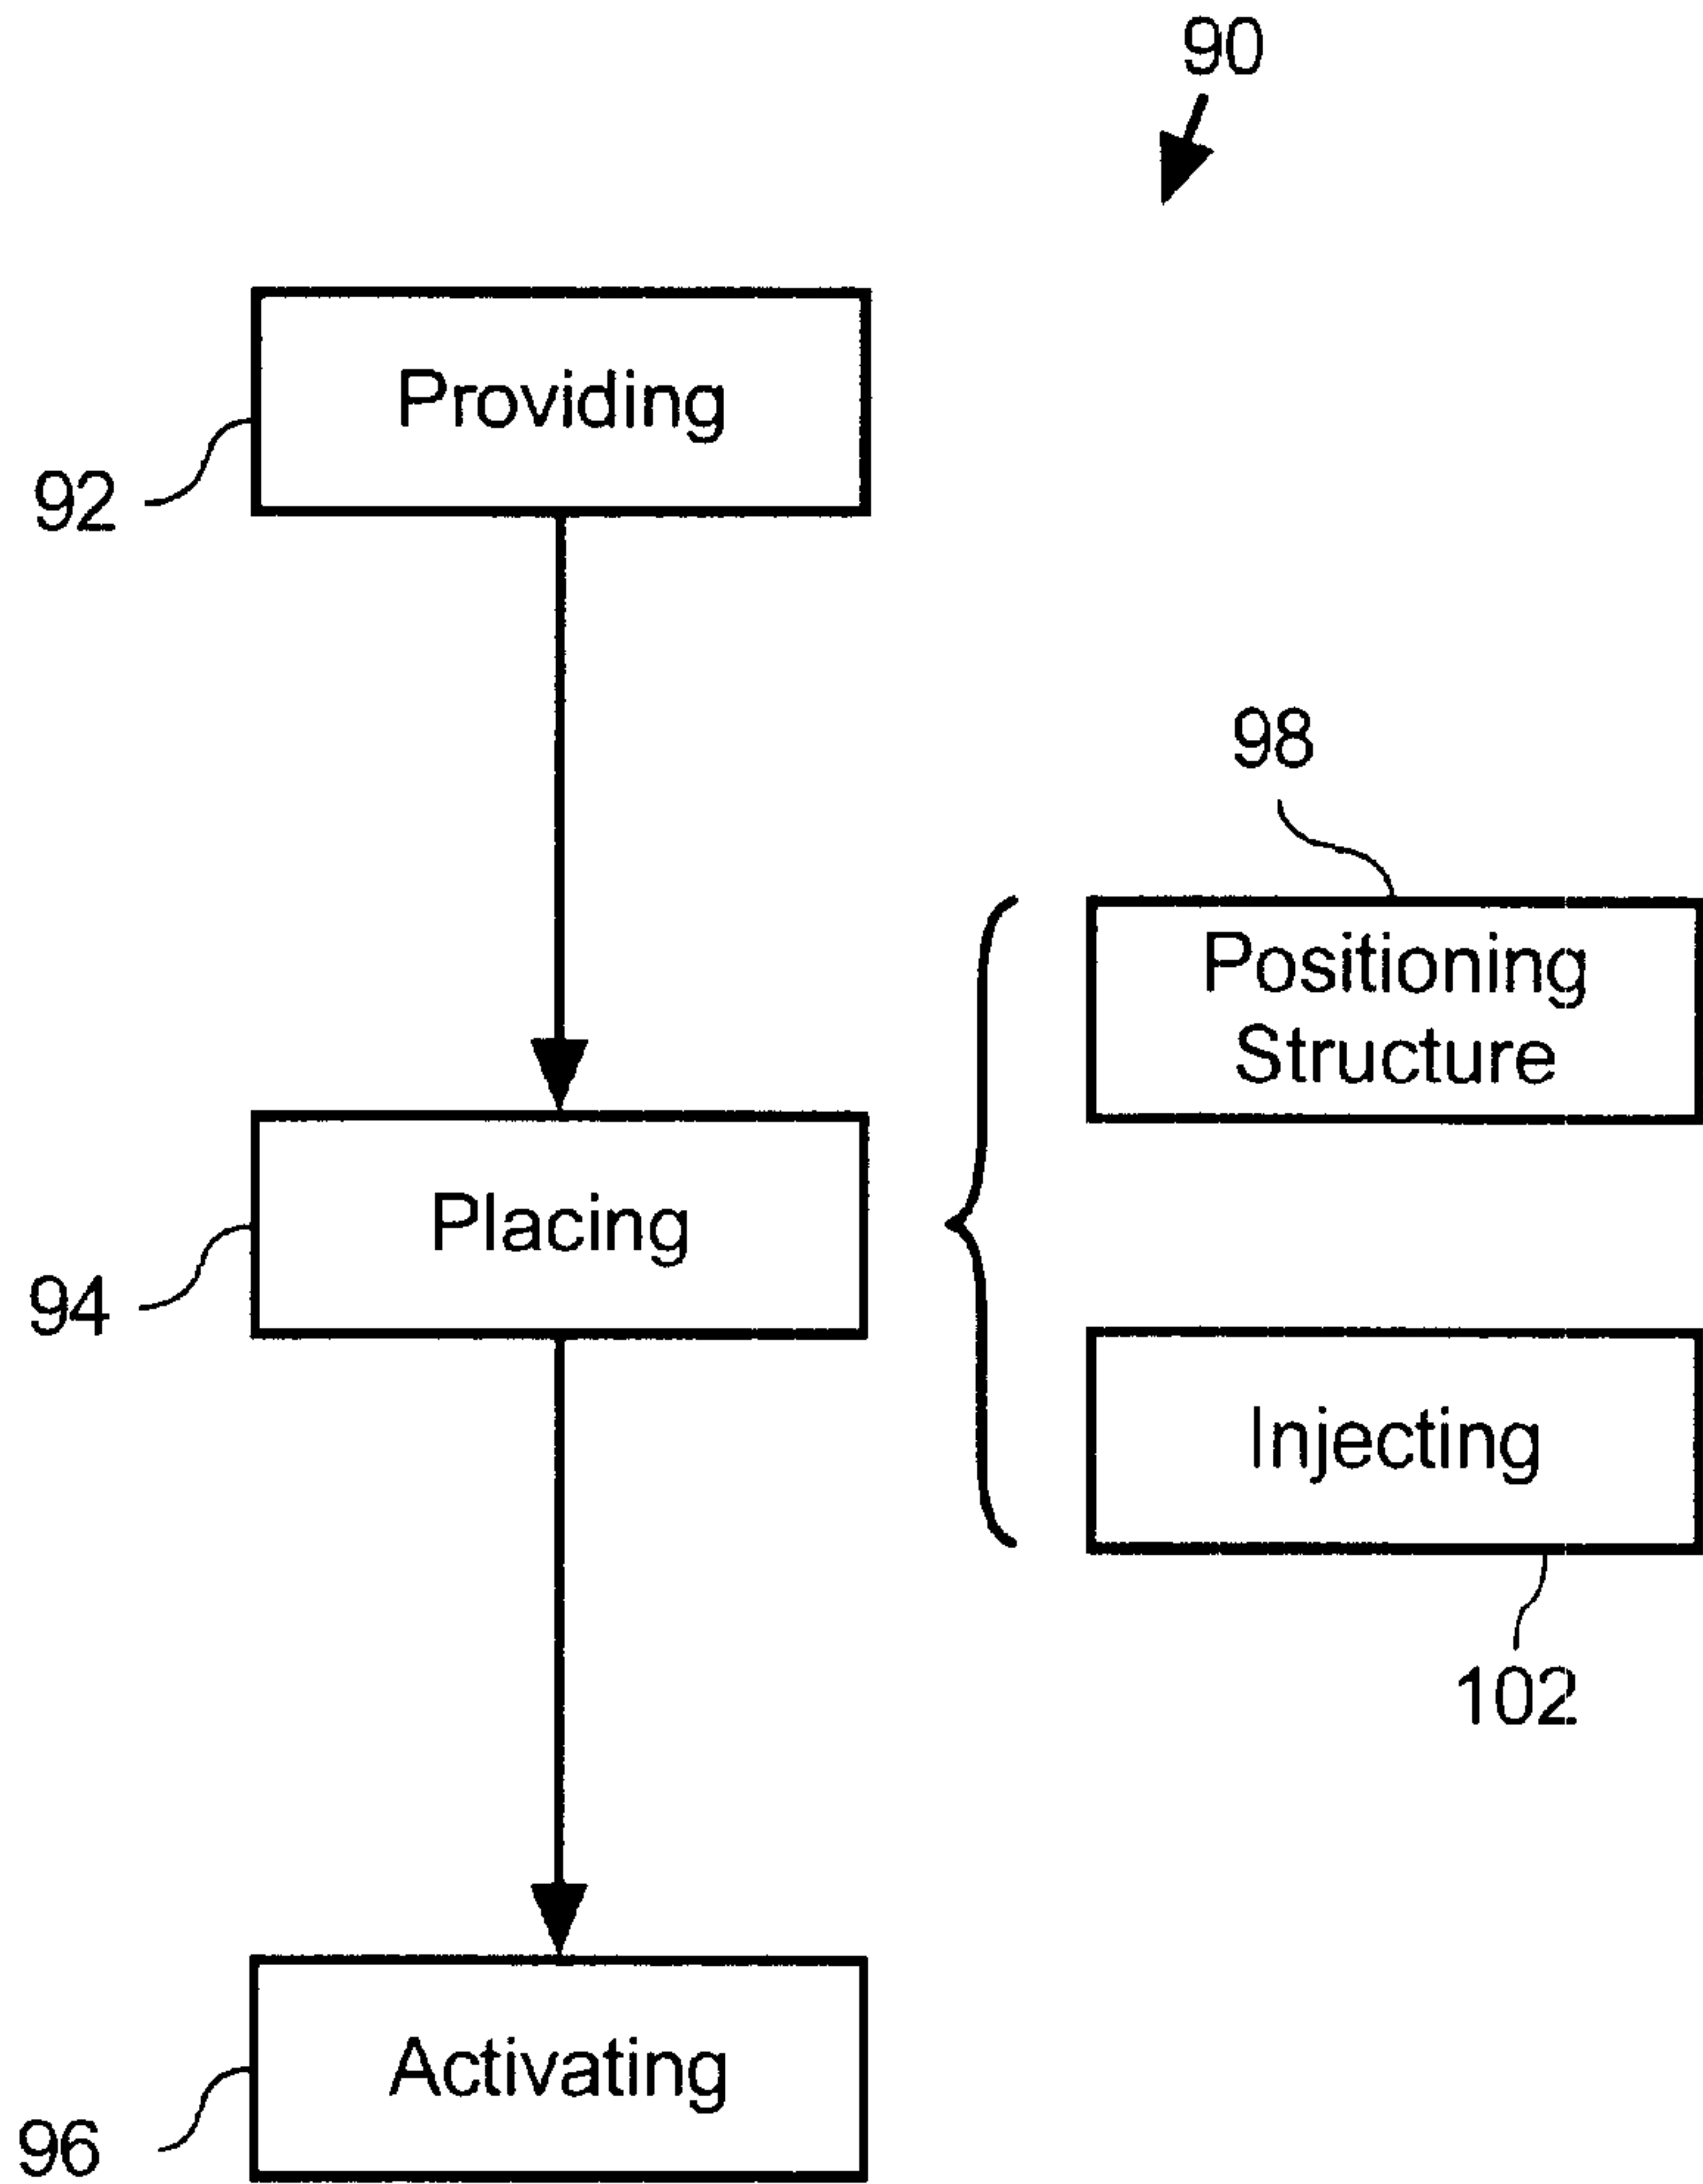 90
Providing
92
98
Positioning
Structure
Placing
94
Injecting
102
Activating
96